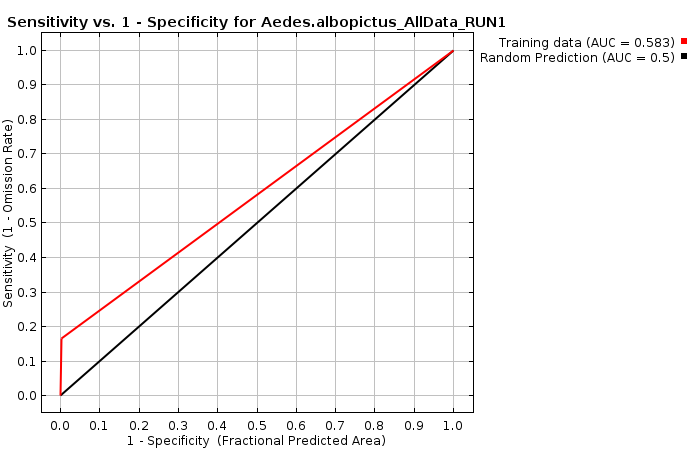 Sensitivity vs. 1 - Specificity for Aedes.albopictus_AllData_RUN1
Training data (AUC = 0.583)
Random Prediction (AUC = 0.5)
Sensitivity (1 - Omission Rate)
1.0
0.9
0.8
0.7
0.6
0.5
0.4
0.3
0.2
0.1
0.0
0.0 0.1 0.2 0.3 0.4 0.5 0.6 0.7 0.8 0.9 1.0
1 - Specificity (Fractional Predicted Area)